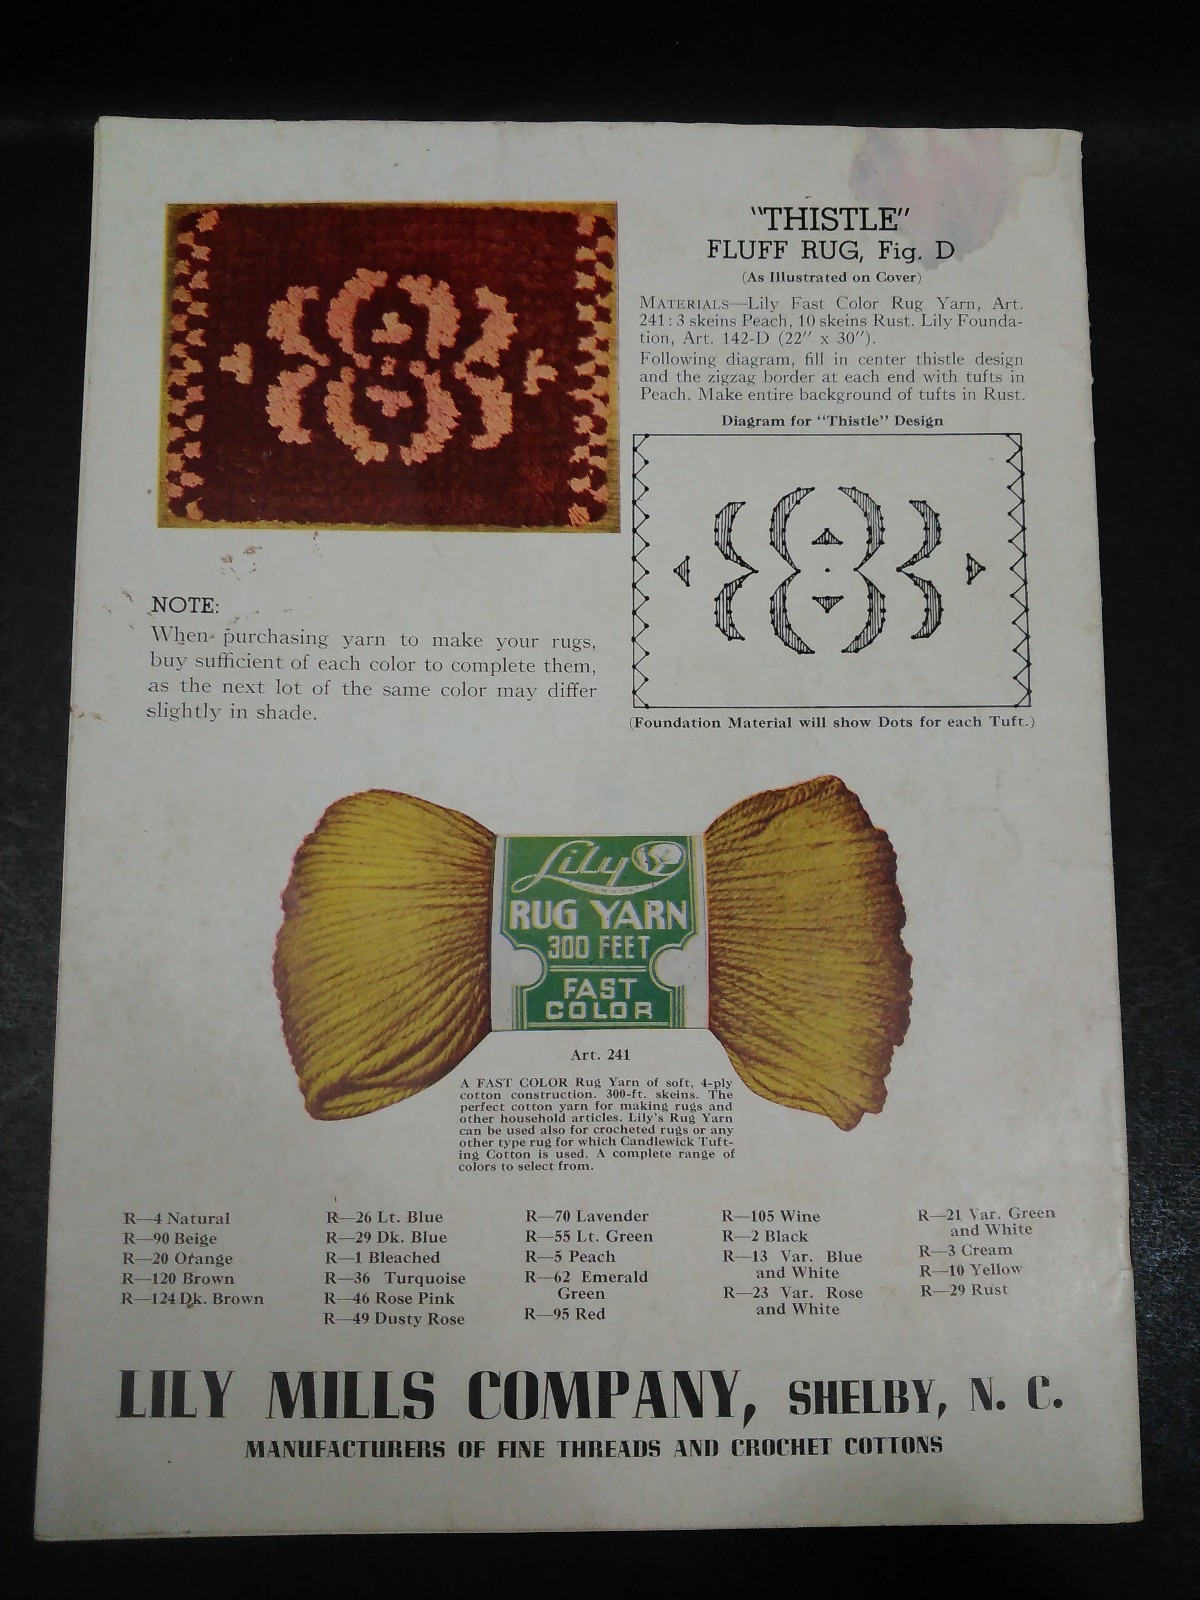 "THISTLE"
FLUFF RUG, Fig. D
(As Illustrated on Cover)
MATERIALS—Lily Fast Color Rug Yarn, Art.
241: 3 skeins Peach, 10 skeins Rust. Lily Founda-
tion, Art. 142-D (22" x 30").
Following diagram, fill in center thistle design
and the zigzag border at each end with tufts in
Peach. Make entire background of tufts in Rust.
Diagram for "Thistle" Design
(Foundation Material will show Dots for each Tuft.)
NOTE:
When purchasing yarn to make your rugs,
buy sufficient of each color to complete them,
as the next lot of the same color may differ
slightly in shade.
Lily
RUG YARN
300 FEET
FAST
COLOR
Art. 241
A FAST COLOR Rug Yarn of soft, 4-ply
cotton construction. 300-ft. skeins. The
perfect cotton yarn for making rugs and
other household articles. Lily's Rug Yarn
can be used also for crocheted rugs or any
other type rug for which Candlewick Tuft-
ing Cotton is used. A complete range of
colors to select from.
R—4 Natural
R—90 Beige
R—20 Orange
R—120 Brown
R—124 Dk. Brown
R—26 Lt. Blue
R—29 Dk. Blue
R—1 Bleached
R—36 Turquoise
R—46 Rose Pink
R—49 Dusty Rose
R—70 Lavender
R—55 Lt. Green
R—5 Peach
R—62 Emerald
Green
R—95 Red
R—105 Wine
R—2 Black
R—13 Var. Blue
and White
R—23 Var. Rose
and White
R—21 Var. Green
and White
R—3 Cream
R—10 Yellow
R—29 Rust
LILY MILLS COMPANY, SHELBY, N. C.
MANUFACTURERS OF FINE THREADS AND CROCHET COTTONS